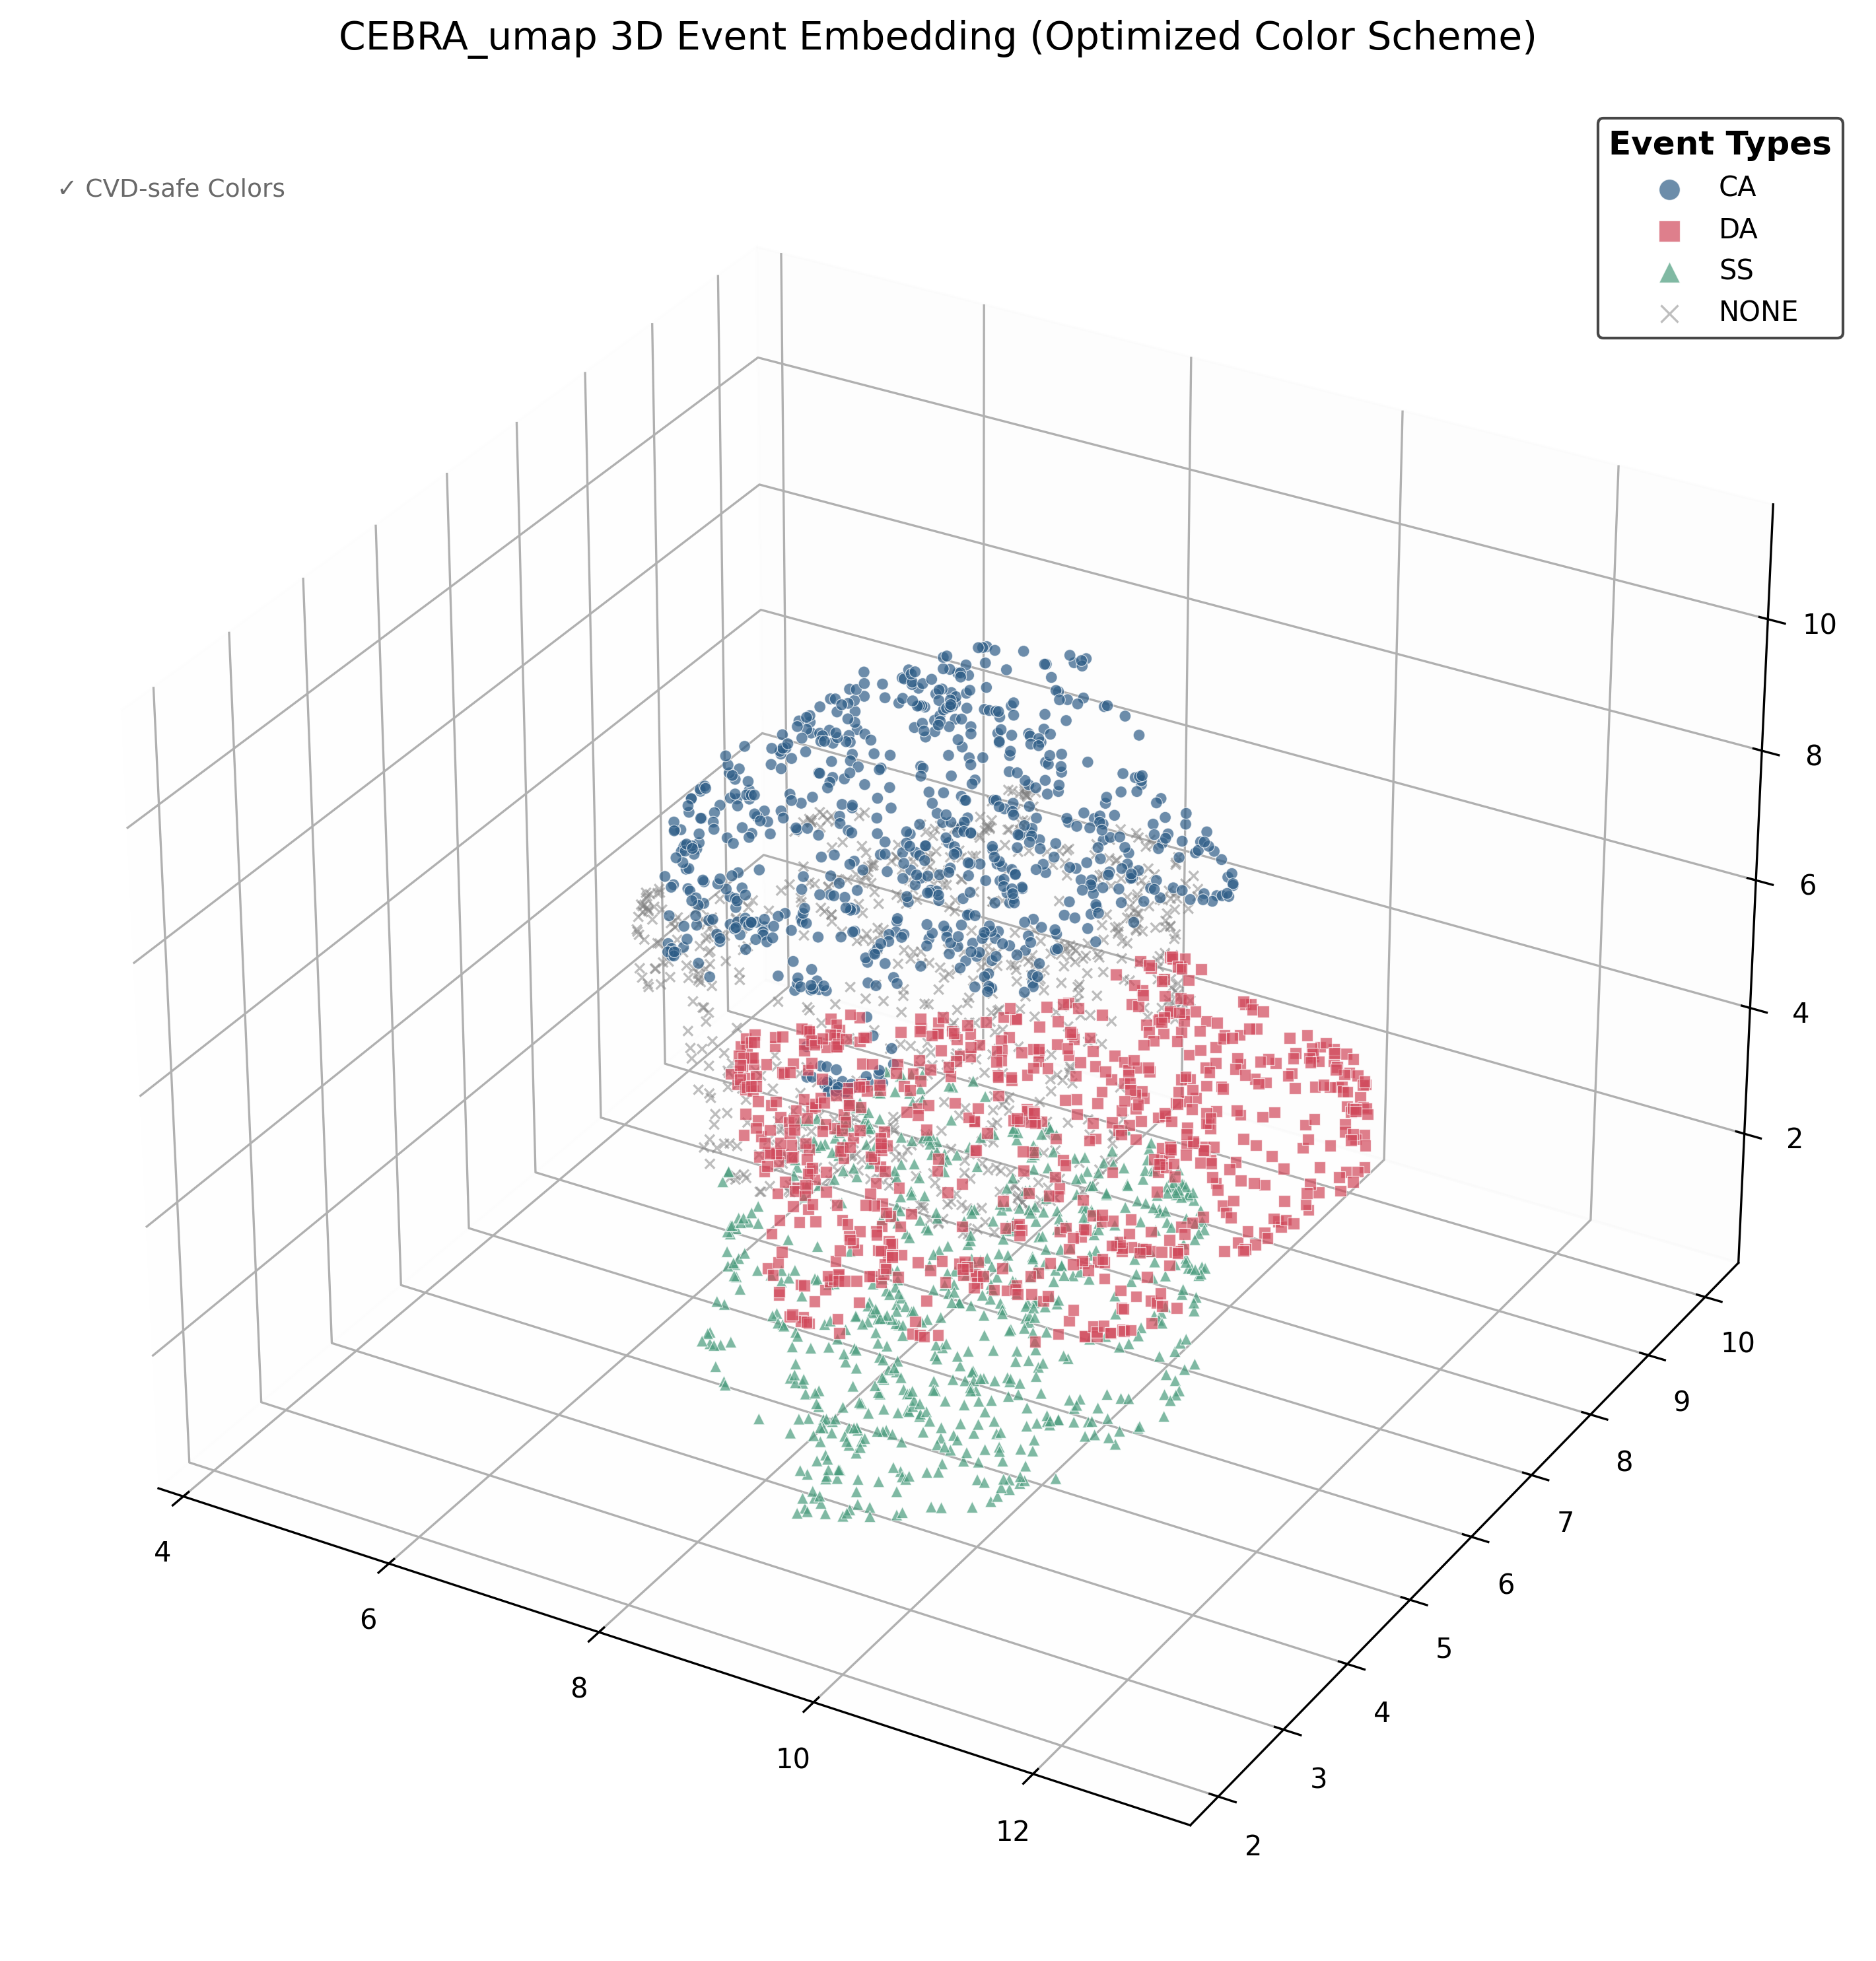 CEBRA_umap 3D Event Embedding (Optimized Color Scheme)
Event Types
✓ CVD-safe Colors
CA
DA
SS
× NONE
10
8
6
4
2
10
9
8
7
6
5
4
3
2
4
6
8
10
12